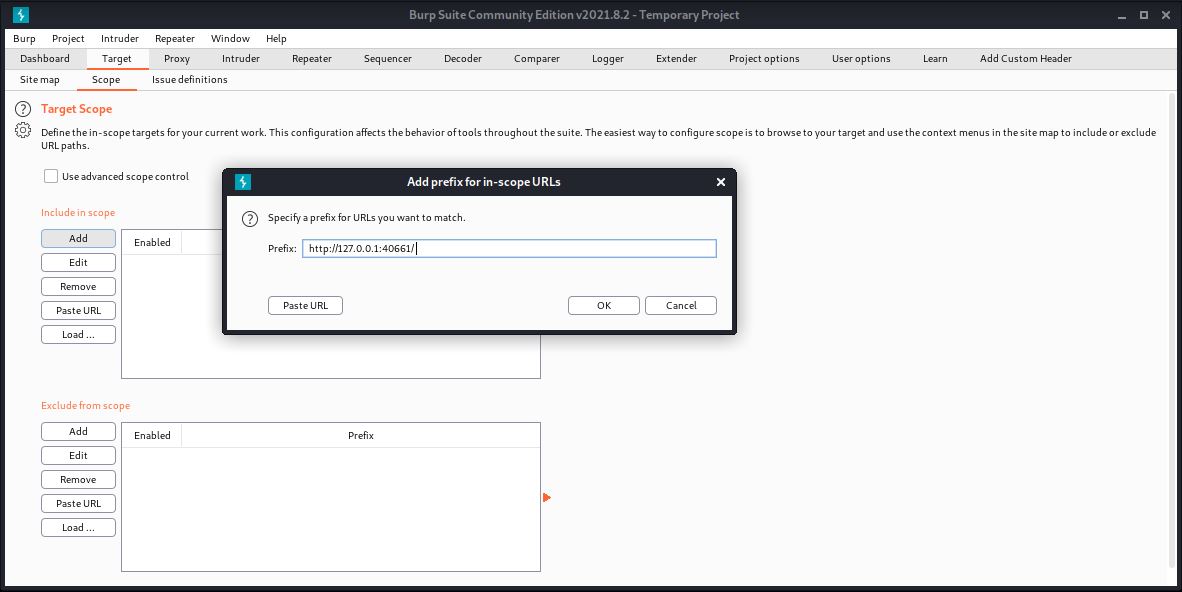 Burp Suite Community Edition v2021.8.2 - Temporary Project
Burp Project Intruder Repeater Window Help
Dashboard Target Proxy Intruder Repeater Sequencer Decoder Comparer Logger Extender Project options User options Learn Add Custom Header
Site map Scope Issue definitions
? Target Scope
Define the in-scope targets for your current work. This configuration affects the behavior of tools throughout the suite. The easiest way to configure scope is to browse to your target and use the context menus in the site map to include or exclude
URL paths.
Use advanced scope control
Include in scope
Add
Edit
Remove
Paste URL
Load ...
Enabled
Add prefix for in-scope URLs
? Specify a prefix for URLs you want to match.
Prefix: http://127.0.0.1:40661/
Paste URL OK Cancel
Exclude from scope
Add
Edit
Remove
Paste URL
Load ...
Enabled Prefix